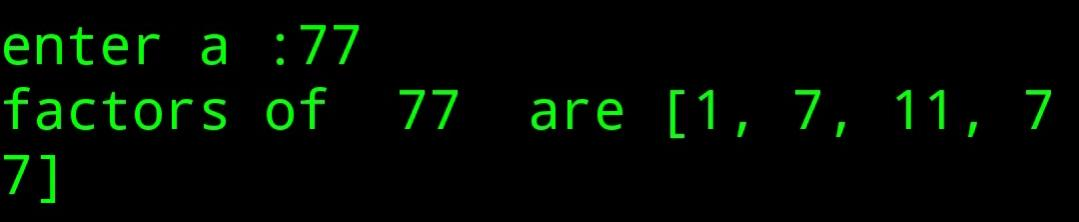 enter a :77
factors of  77  are [1, 7, 11, 7
7]